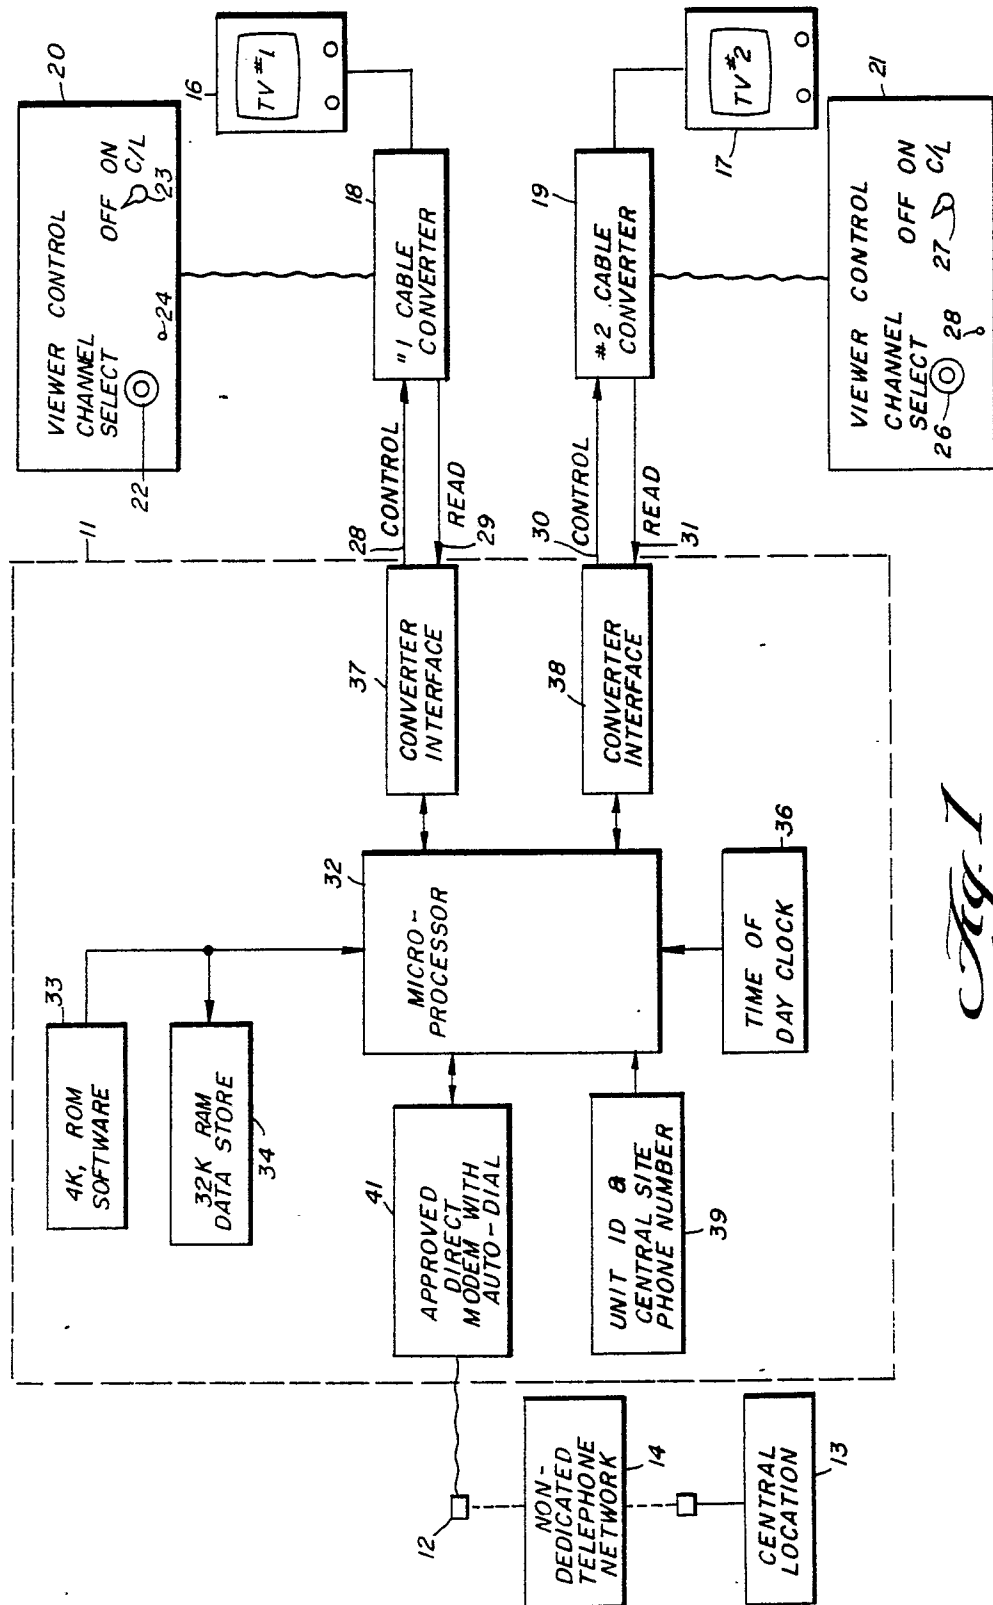 20
VIEWER CONTROL
CHANNEL
SELECT
OFF ON
C/L
22
24
23
16
TV #1
18
"1 CABLE
CONVERTER
28
CONTROL
READ
29
11
37
CONVERTER
INTERFACE
17
TV #2
19
#2 .CABLE
CONVERTER
30
CONTROL
READ
31
38
CONVERTER
INTERFACE
21
VIEWER CONTROL
CHANNEL
SELECT
OFF ON
C/L
26
28
27
33
4K, ROM
SOFTWARE
32K RAM
DATA STORE
34
32
MICRO-
PROCESSOR
41
APPROVED
DIRECT
MODEM WITH
AUTO-DIAL
UNIT ID &
CENTRAL SITE
PHONE NUMBER
39
36
TIME OF
DAY CLOCK
12
NON-
DEDICATED
TELEPHONE
NETWORK
14
CENTRAL
LOCATION
13
Fig. 1